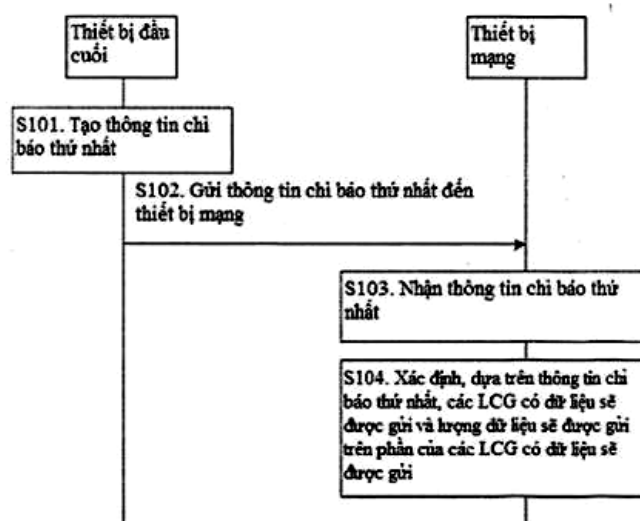 Thiết bị đầu
cuối
Thiết bị
mạng
S101. Tạo thông tin chỉ
báo thứ nhất
S102. Gửi thông tin chỉ báo thứ nhất đến
thiết bị mạng
S103. Nhận thông tin chỉ báo thứ
nhất
S104. Xác định, dựa trên thông tin chỉ
báo thứ nhất, các LCG có dữ liệu sẽ
được gửi và lượng dữ liệu sẽ được gửi
trên phần của các LCG có dữ liệu sẽ
được gửi